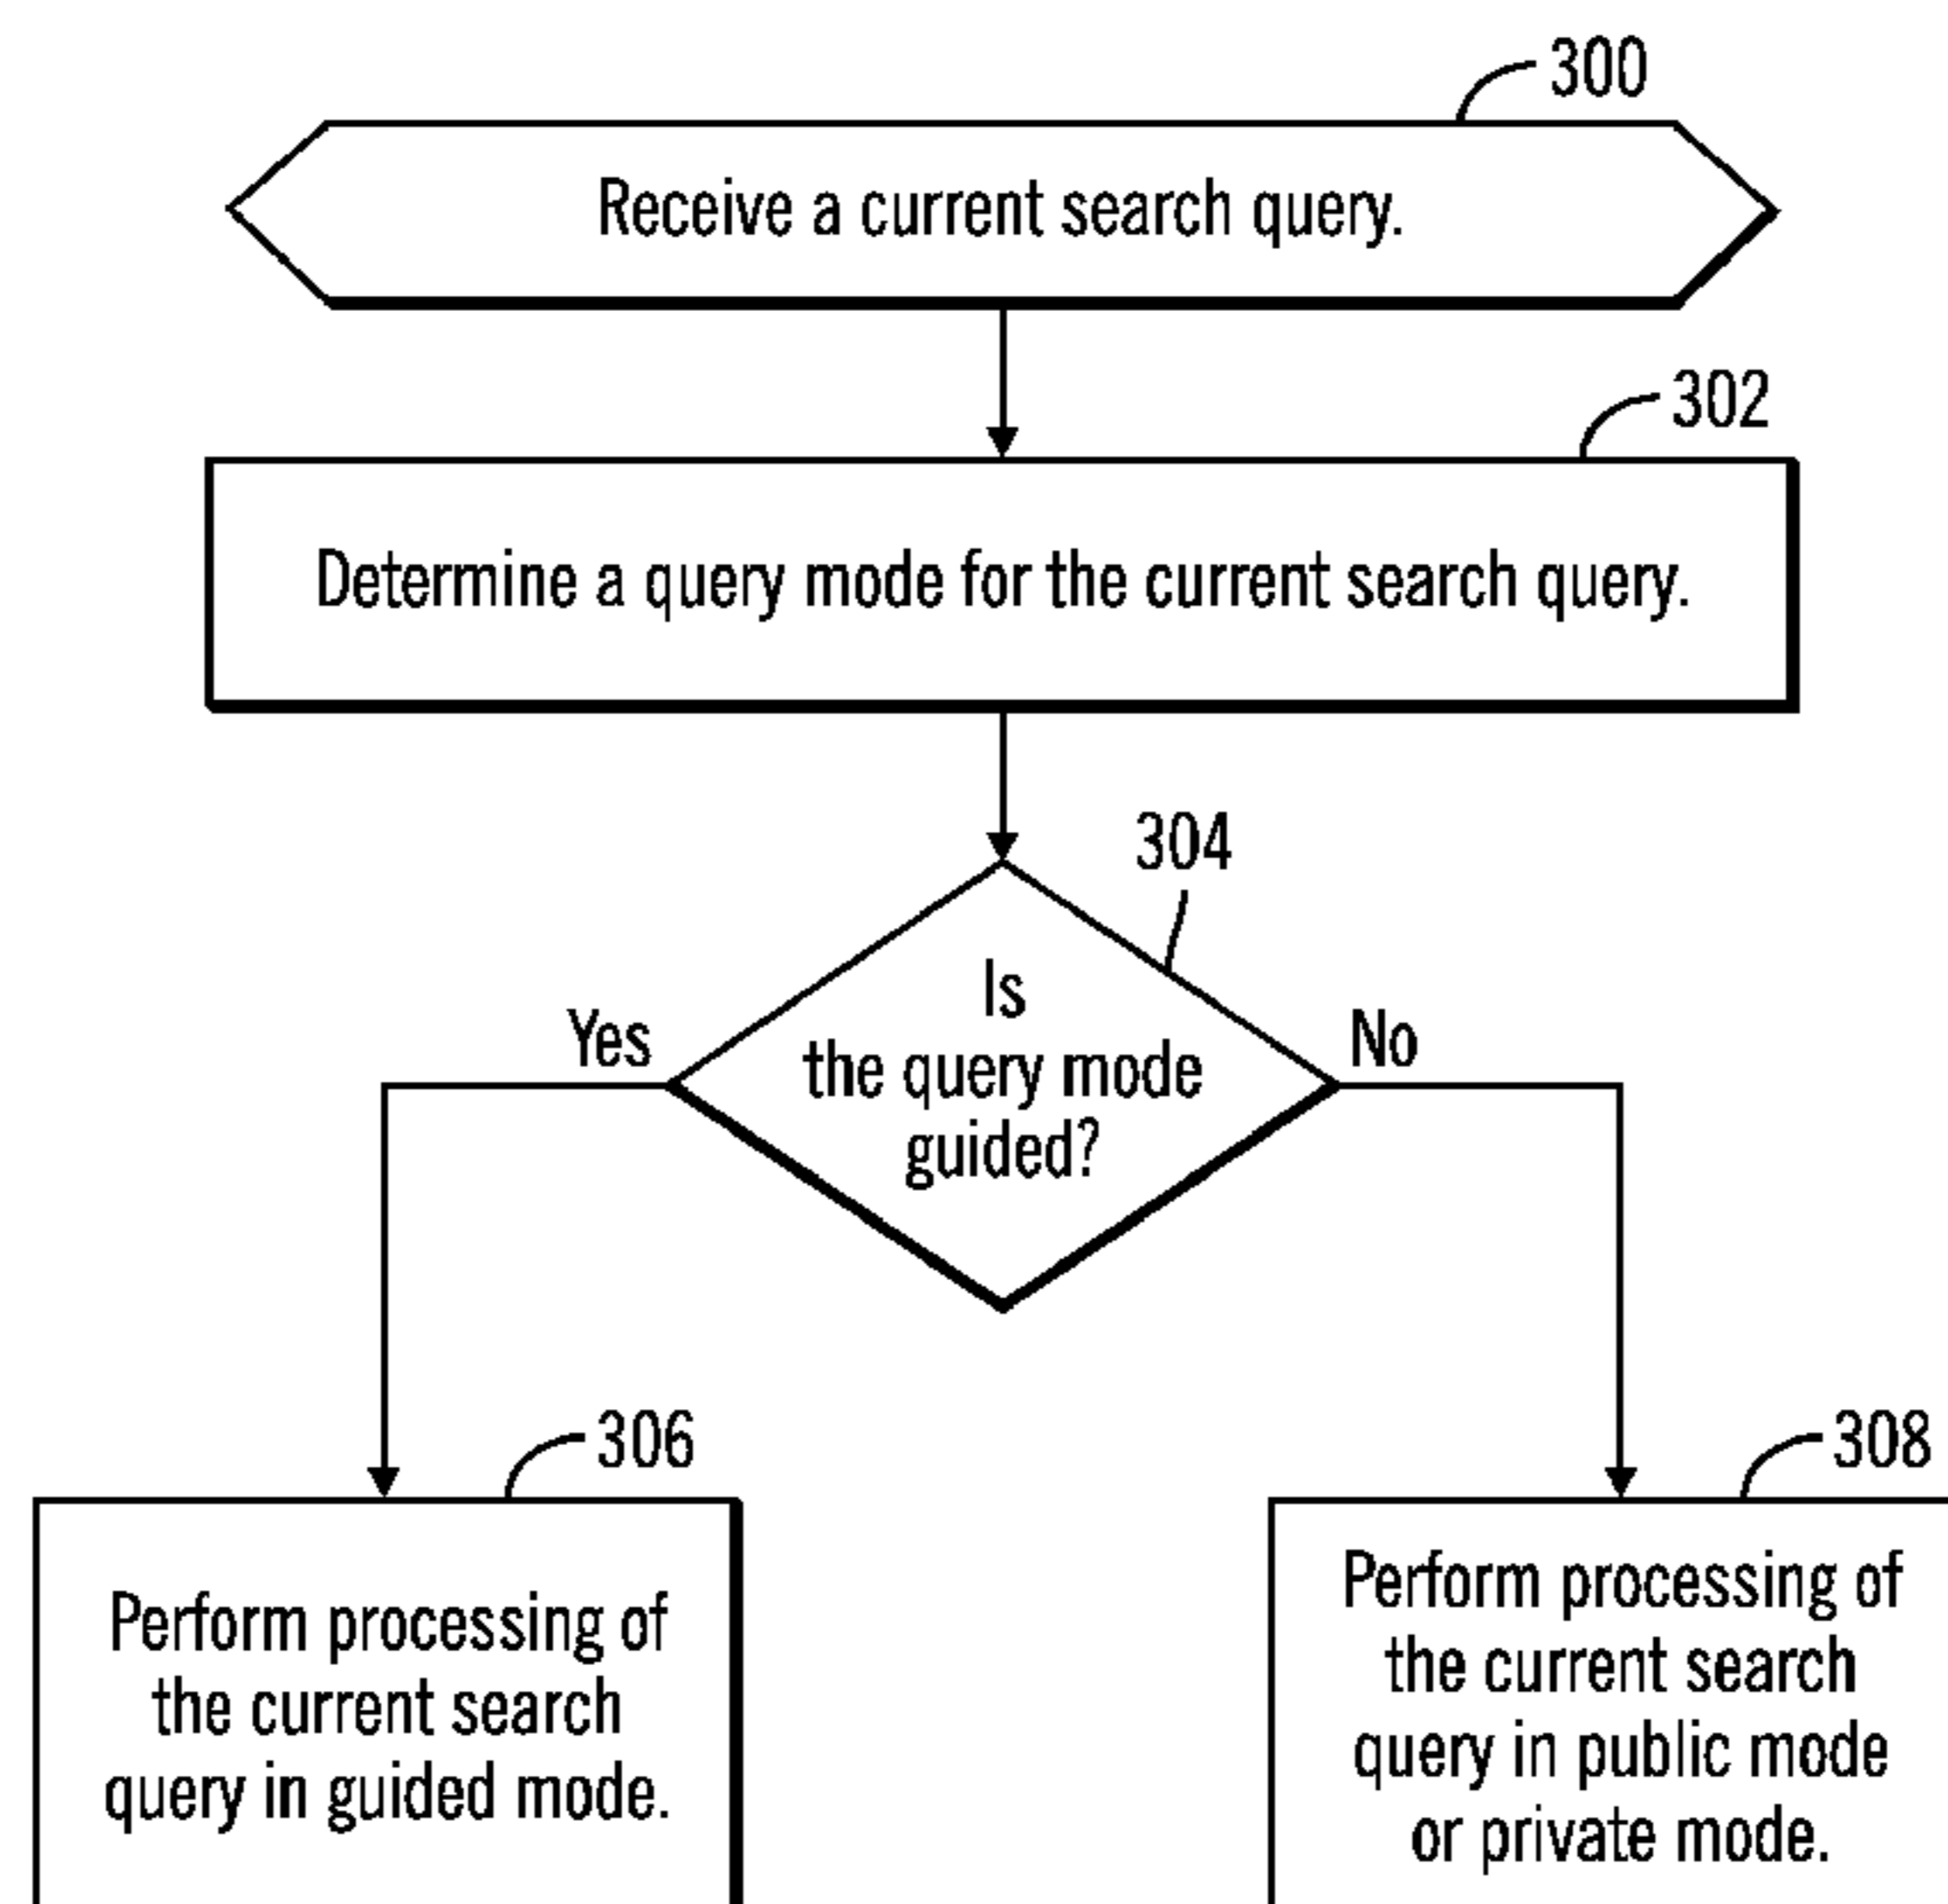 300
Receive a current search query.
302
Determine a query mode for the current search query.
304
Is
the query mode
guided?
Yes
No
306
Perform processing of
the current search
query in guided mode.
308
Perform processing of
the current search
query in public mode
or private mode.